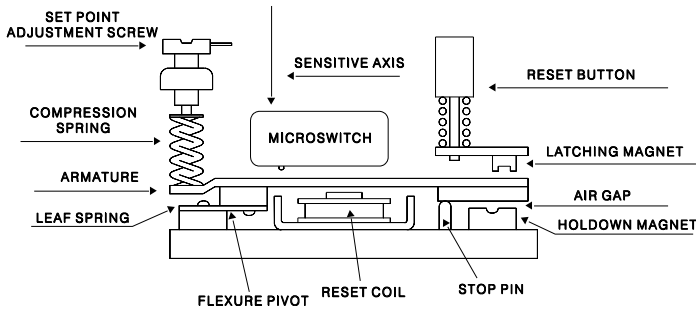 SET POINT
ADJUSTMENT SCREW
SENSITIVE AXIS
RESET BUTTON
COMPRESSION
SPRING
MICROSWITCH
LATCHING MAGNET
ARMATURE
AIR GAP
LEAF SPRING
HOLDOWN MAGNET
FLEXURE PIVOT
RESET COIL
STOP PIN